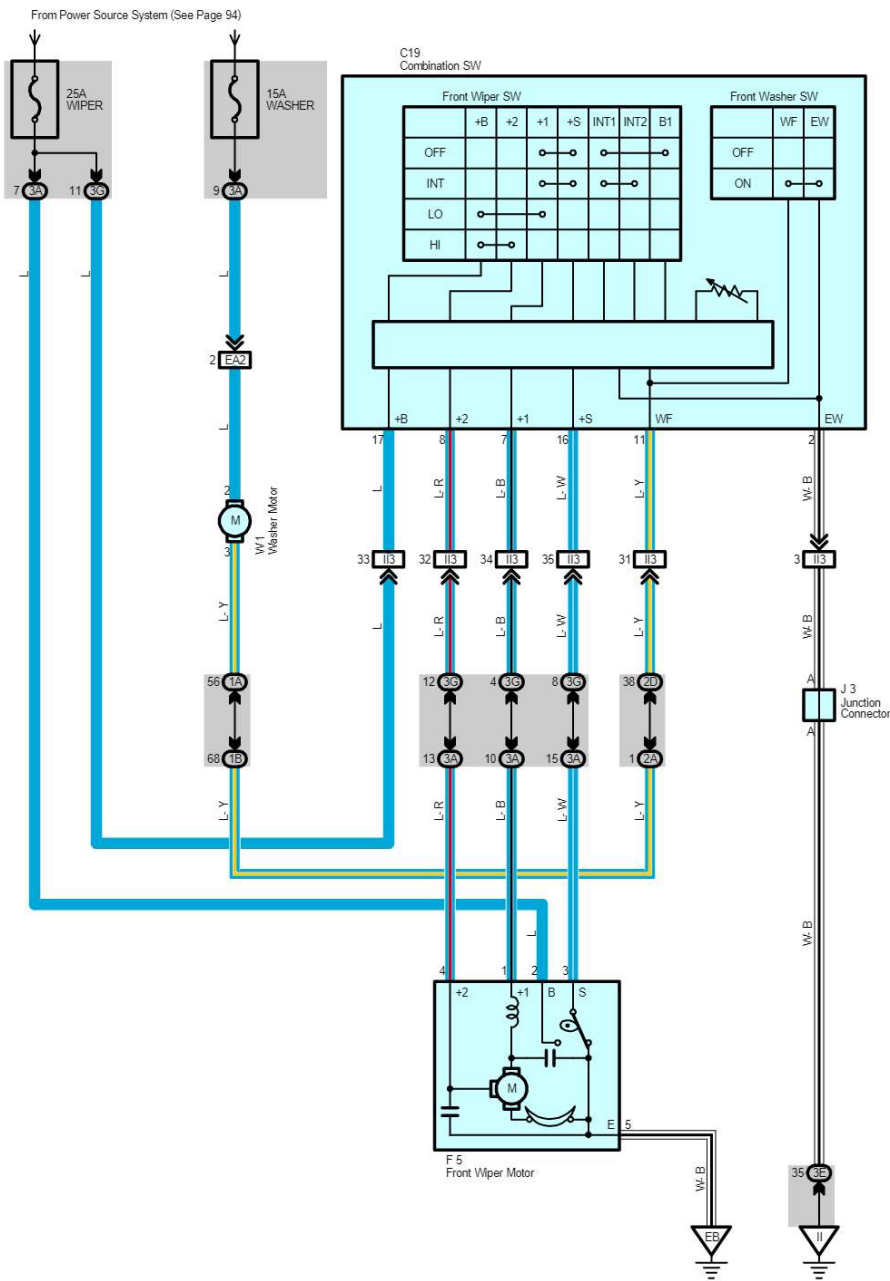 From Power Source System (See Page 94)
25A
WIPER
15A
WASHER
7 3A
11 3G
9 3A
C19
Combination SW
Front Wiper SW
+B +2 +1 +S INT1 INT2 B1
OFF
INT
LO
HI
Front Washer SW
WF EW
OFF
ON
L
L
L
2 EA2
L
+B +2 +1 +S WF EW
17 8 7 16 11 2
L L-R L-B L-W L-Y W-B
2
M
3
W 1
Washer Motor
33 II3
32 II3
34 II3
35 II3
31 II3
3 II3
L-Y
L L-R L-B L-W L-Y W-B
56 1A
12 3G
4 3G
8 3G
38 2D
A
J 3
Junction
Connector
A
68 1B
13 3A
10 3A
15 3A
1 2A
L-Y L-R L-B L-W L-Y
L
W-B
4 1 2 3
+2 +1 B S
M
E 5
F 5
Front Wiper Motor
W-B
35 3E
EB
II